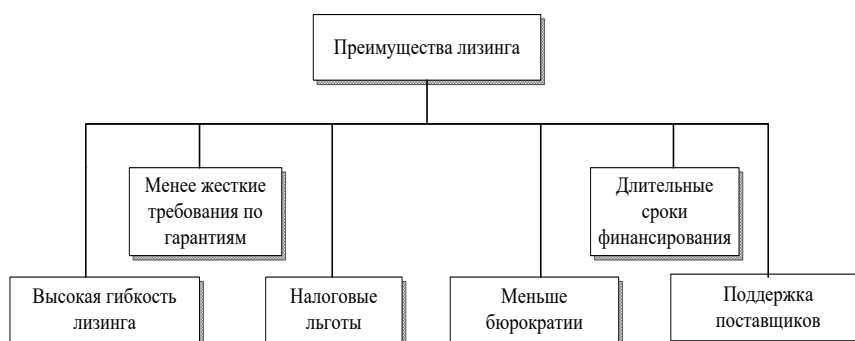 Преимущества лизинга
Менее жесткие
требования по
гарантиям
Длительные
сроки
финансирования
Высокая гибкость
лизинга
Налоговые
льготы
Меньше
бюрократии
Поддержка
поставщиков